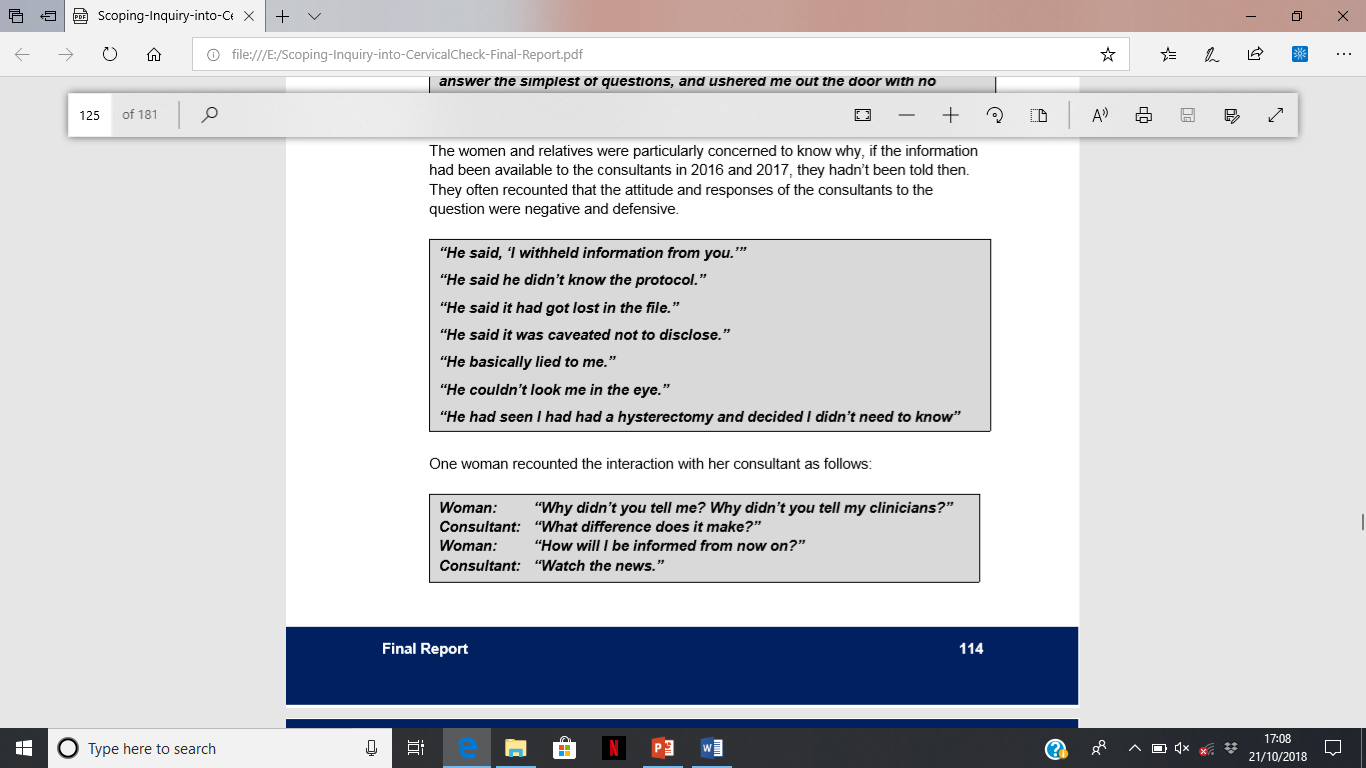 Scoping-Inquiry-into-Ce
file:///E:/Scoping-Inquiry-into-CervicalCheck-Final-Report.pdf
answer the simplest of questions, and ushered me out the door with no
125 of 181
The women and relatives were particularly concerned to know why, if the information
had been available to the consultants in 2016 and 2017, they hadn’t been told then.
They often recounted that the attitude and responses of the consultants to the
question were negative and defensive.
“He said, ‘I withheld information from you.’”
“He said he didn’t know the protocol.”
“He said it had got lost in the file.”
“He said it was caveated not to disclose.”
“He basically lied to me.”
“He couldn’t look me in the eye.”
“He had seen I had had a hysterectomy and decided I didn’t need to know”
One woman recounted the interaction with her consultant as follows:
Woman: “Why didn’t you tell me? Why didn’t you tell my clinicians?”
Consultant: “What difference does it make?”
Woman: “How will I be informed from now on?”
Consultant: “Watch the news.”
Final Report 114
Type here to search
17:08
21/10/2018